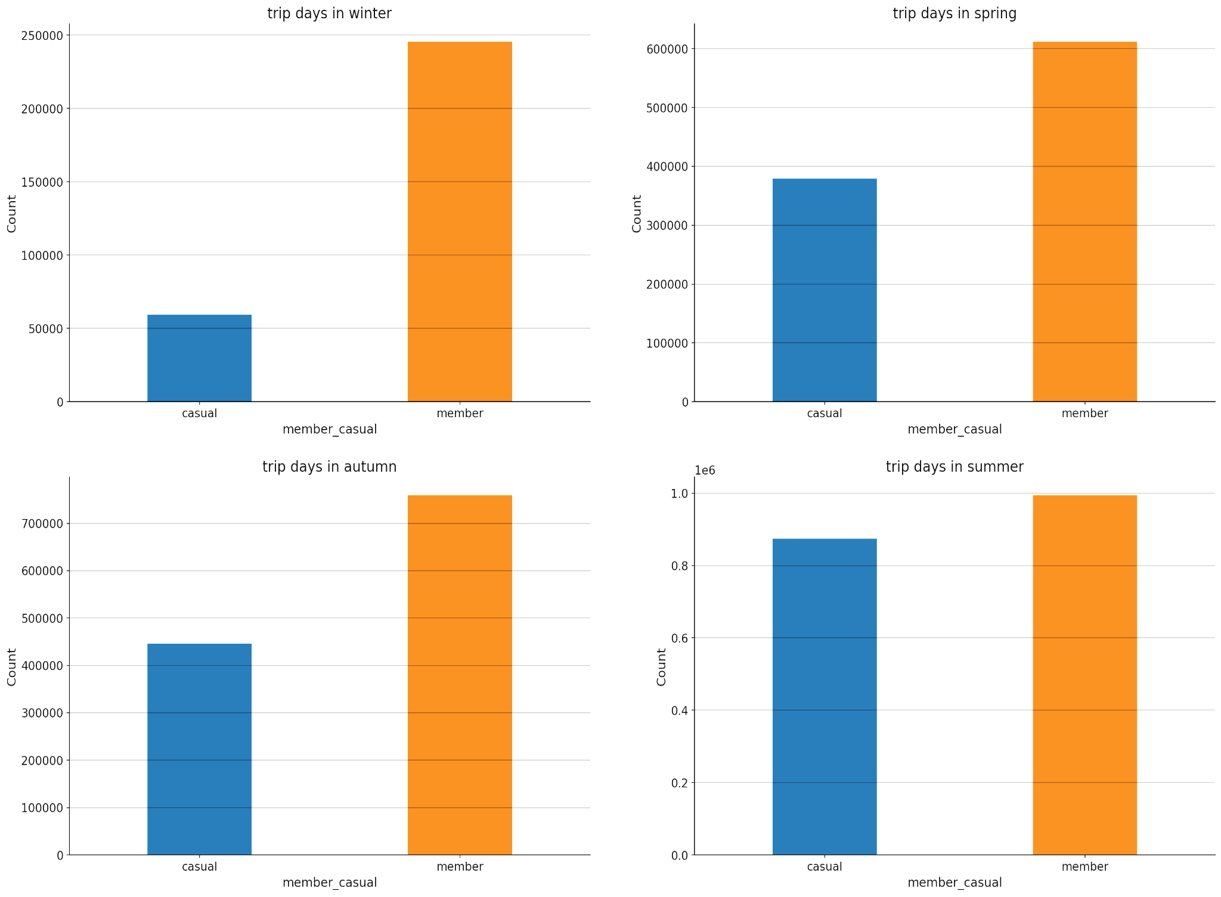 trip days in winter
250000
200000
150000
100000
50000
0
Count
casual
member
member_casual
trip days in spring
600000
500000
400000
300000
200000
100000
0
Count
casual
member
member_casual
trip days in autumn
700000
600000
500000
400000
300000
200000
100000
0
Count
casual
member
member_casual
trip days in summer
1e6
1.0
0.8
0.6
0.4
0.2
0.0
Count
casual
member
member_casual